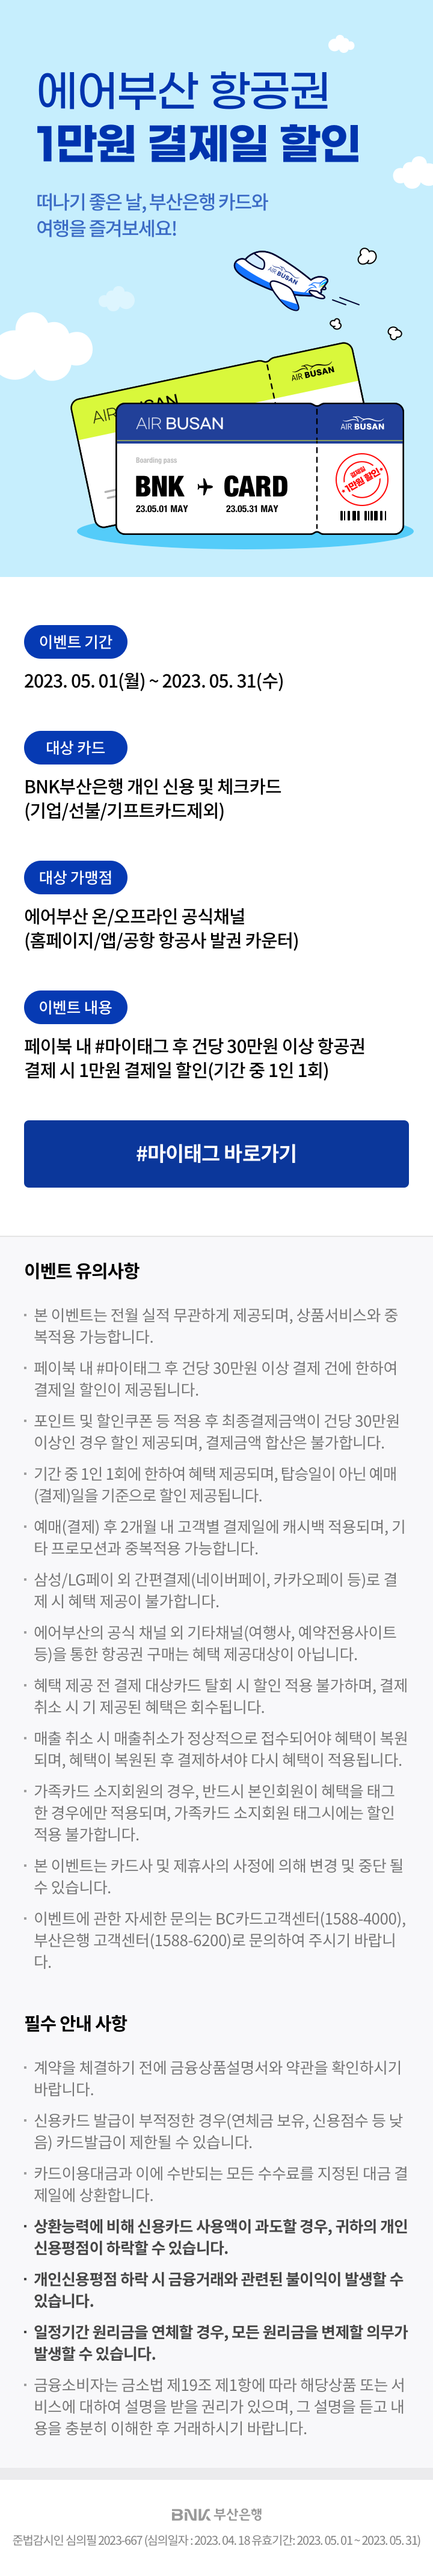 에어부산 항공권
1만원 결제일 할인
떠나기 좋은 날, 부산은행 카드와
여행을 즐겨보세요!
AIR BUSAN
AIR BUSAN
AIR BUSAN
AIR BUSAN
AIR BUSAN
Boarding pass
BNK CARD
23.05.01 MAY 23.05.31 MAY
결제일
1만원 할인
이벤트 기간
2023. 05. 01(월) ~ 2023. 05. 31(수)
대상 카드
BNK부산은행 개인 신용 및 체크카드
(기업/선불/기프트카드제외)
대상 가맹점
에어부산 온/오프라인 공식채널
(홈페이지/앱/공항 항공사 발권 카운터)
이벤트 내용
페이북 내 #마이태그 후 건당 30만원 이상 항공권
결제 시 1만원 결제일 할인(기간 중 1인 1회)
#마이태그 바로가기
이벤트 유의사항
· 본 이벤트는 전월 실적 무관하게 제공되며, 상품서비스와 중
복적용 가능합니다.
· 페이북 내 #마이태그 후 건당 30만원 이상 결제 건에 한하여
결제일 할인이 제공됩니다.
· 포인트 및 할인쿠폰 등 적용 후 최종결제금액이 건당 30만원
이상인 경우 할인 제공되며, 결제금액 합산은 불가합니다.
· 기간 중 1인 1회에 한하여 혜택 제공되며, 탑승일이 아닌 예매
(결제)일을 기준으로 할인 제공됩니다.
· 예매(결제) 후 2개월 내 고객별 결제일에 캐시백 적용되며, 기
타 프로모션과 중복적용 가능합니다.
· 삼성/LG페이 외 간편결제(네이버페이, 카카오페이 등)로 결
제 시 혜택 제공이 불가합니다.
· 에어부산의 공식 채널 외 기타채널(여행사, 예약전용사이트
등)을 통한 항공권 구매는 혜택 제공대상이 아닙니다.
· 혜택 제공 전 결제 대상카드 탈회 시 할인 적용 불가하며, 결제
취소 시 기 제공된 혜택은 회수됩니다.
· 매출 취소 시 매출취소가 정상적으로 접수되어야 혜택이 복원
되며, 혜택이 복원된 후 결제하셔야 다시 혜택이 적용됩니다.
· 가족카드 소지회원의 경우, 반드시 본인회원이 혜택을 태그
한 경우에만 적용되며, 가족카드 소지회원 태그시에는 할인
적용 불가합니다.
· 본 이벤트는 카드사 및 제휴사의 사정에 의해 변경 및 중단 될
수 있습니다.
· 이벤트에 관한 자세한 문의는 BC카드고객센터(1588-4000),
부산은행 고객센터(1588-6200)로 문의하여 주시기 바랍니
다.
필수 안내 사항
· 계약을 체결하기 전에 금융상품설명서와 약관을 확인하시기
바랍니다.
· 신용카드 발급이 부적정한 경우(연체금 보유, 신용점수 등 낮
음) 카드발급이 제한될 수 있습니다.
· 카드이용대금과 이에 수반되는 모든 수수료를 지정된 대금 결
제일에 상환합니다.
· 상환능력에 비해 신용카드 사용액이 과도할 경우, 귀하의 개인
신용평점이 하락할 수 있습니다.
· 개인신용평점 하락 시 금융거래와 관련된 불이익이 발생할 수
있습니다.
· 일정기간 원리금을 연체할 경우, 모든 원리금을 변제할 의무가
발생할 수 있습니다.
· 금융소비자는 금소법 제19조 제1항에 따라 해당상품 또는 서
비스에 대하여 설명을 받을 권리가 있으며, 그 설명을 듣고 내
용을 충분히 이해한 후 거래하시기 바랍니다.
BNK 부산은행
준법감시인 심의필 2023-667 (심의일자 : 2023. 04. 18 유효기간: 2023. 05. 01 ~ 2023. 05. 31)